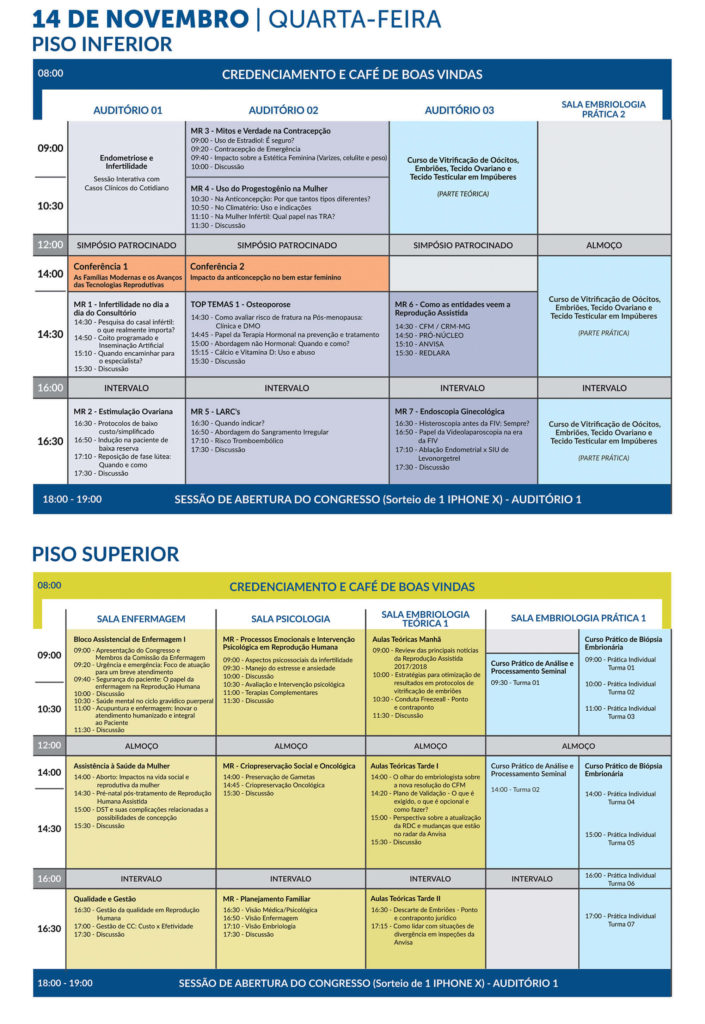 14 DE NOVEMBRO | QUARTA-FEIRA
PISO INFERIOR
08:00
CREDENCIAMENTO E CAFÉ DE BOAS VINDAS
AUDITÓRIO 01
AUDITÓRIO 02
AUDITÓRIO 03
SALA EMBRIOLOGIA
PRÁTICA 2
09:00
10:30
Endometriose e
Infertilidade
Sessão Interativa com
Casos Clínicos do Cotidiano
MR 3 - Mitos e Verdade na Contracepção
09:00 - Uso de Estradiol: É seguro?
09:20 - Contracepção de Emergência
09:40 - Impacto sobre a Estética Feminina (Varizes, celulite e peso)
10:00 - Discussão
MR 4 - Uso do Progestogênio na Mulher
10:30 - Na Anticoncepção: Por que tantos tipos diferentes?
10:50 - No Climatério: Uso e indicações
11:10 - Na Mulher Infértil: Qual papel nas TRA?
11:30 - Discussão
Curso de Vitrificação de Oócitos,
Embriões, Tecido Ovariano e
Tecido Testicular em Impúberes
(PARTE TEÓRICA)
12:00
SIMPÓSIO PATROCINADO
SIMPÓSIO PATROCINADO
SIMPÓSIO PATROCINADO
ALMOÇO
14:00
Conferência 1
As Famílias Modernas e os Avanços
das Tecnologias Reprodutivas
Conferência 2
Impacto da anticoncepção no bem estar feminino
14:30
MR 1 - Infertilidade no dia a
dia do Consultório
14:30 - Pesquisa do casal infértil:
o que realmente importa?
14:50 - Coito programado e
Inseminação Artificial
15:10 - Quando encaminhar para
o especialista?
15:30 - Discussão
TOP TEMAS 1 - Osteoporose
14:30 - Como avaliar risco de fratura na Pós-menopausa:
Clínica e DMO
14:45 - Papel da Terapia Hormonal na prevenção e tratamento
15:00 - Abordagem não Hormonal: Quando e como?
15:15 - Cálcio e Vitamina D: Uso e abuso
15:30 - Discussão
MR 6 - Como as entidades veem a
Reprodução Assistida
14:30 - CFM / CRM-MG
14:50 - PRÓ-NÚCLEO
15:10 - ANVISA
15:30 - REDLARA
Curso de Vitrificação de Oócitos,
Embriões, Tecido Ovariano e
Tecido Testicular em Impúberes
(PARTE PRÁTICA)
16:00
INTERVALO
INTERVALO
INTERVALO
INTERVALO
16:30
MR 2 - Estimulação Ovariana
16:30 - Protocolos de baixo
custo/simplificado
16:50 - Indução na paciente de
baixa reserva
17:10 - Reposição de fase lútea:
Quando e como
17:30 - Discussão
MR 5 - LARC's
16:30 - Quando indicar?
16:50 - Abordagem do Sangramento Irregular
17:10 - Risco Tromboembólico
17:30 - Discussão
MR 7 - Endoscopia Ginecológica
16:30 - Histeroscopia antes da FIV: Sempre?
16:50 - Papel da Videolaparoscopia na era
da FIV
17:10 - Ablação Endometrial x SIU de
Levonorgetrel
17:30 - Discussão
Curso de Vitrificação de Oócitos,
Embriões, Tecido Ovariano e
Tecido Testicular em Impúberes
(PARTE PRÁTICA)
18:00 - 19:00
SESSÃO DE ABERTURA DO CONGRESSO (Sorteio de 1 IPHONE X) - AUDITÓRIO 1
PISO SUPERIOR
08:00
CREDENCIAMENTO E CAFÉ DE BOAS VINDAS
SALA ENFERMAGEM
SALA PSICOLOGIA
SALA EMBRIOLOGIA
TEÓRICA 1
SALA EMBRIOLOGIA PRÁTICA 1
09:00
10:30
Bloco Assistencial de Enfermagem I
09:00 - Apresentação do Congresso e
Membros da Comissão da Enfermagem
09:20 - Urgência e emergência: Foco de atuação
para um breve atendimento
09:40 - Segurança do paciente: O papel da
enfermagem na Reprodução Humana
10:00 - Discussão
10:30 - Saúde mental no ciclo gravídico puerperal
11:00 - Acupuntura e enfermagem: Inovar o
atendimento humanizado e integral
ao Paciente
11:30 - Discussão
MR - Processos Emocionais e Intervenção
Psicológica em Reprodução Humana
09:00 - Aspectos psicossociais da infertilidade
09:30 - Manejo do estresse e ansiedade
10:00 - Discussão
10:30 - Avaliação e Intervenção psicológica
11:00 - Terapias Complementares
11:30 - Discussão
Aulas Teóricas Manhã
09:00 - Review das principais notícias
da Reprodução Assistida
2017/2018
10:00 - Estratégias para otimização de
resultados em protocolos de
vitrificação de embriões
10:30 - Conduta Freezeall - Ponto
e contraponto
11:30 - Discussão
Curso Prático de Análise e
Processamento Seminal
09:30 - Turma 01
Curso Prático de Biópsia
Embrionária
09:00 - Prática Individual
Turma 01
10:00 - Prática Individual
Turma 02
11:00 - Prática Individual
Turma 03
12:00
ALMOÇO
ALMOÇO
ALMOÇO
ALMOÇO
14:00
14:30
Assistência à Saúde da Mulher
14:00 - Aborto: Impactos na vida social e
reprodutiva da mulher
14:30 - Pré-natal pós-tratamento de Reprodução
Humana Assistida
15:00 - DST e suas complicações relacionadas a
possibilidades de concepção
15:30 - Discussão
MR - Criopreservação Social e Oncológica
14:00 - Preservação de Gametas
14:45 - Criopreservação Oncológica
15:30 - Discussão
Aulas Teóricas Tarde I
14:00 - O olhar do embriologista sobre
a nova resolução do CFM
14:20 - Plano de Validação - O que é
exigido, o que é opcional e
como fazer?
15:00 - Perspectiva sobre a atualização
da RDC e mudanças que estão
no radar da Anvisa
15:30 - Discussão
Curso Prático de Análise e
Processamento Seminal
14:00 - Turma 02
Curso Prático de Biópsia
Embrionária
14:00 - Prática Individual
Turma 04
15:00 - Prática Individual
Turma 05
16:00
INTERVALO
INTERVALO
INTERVALO
INTERVALO
16:00 - Prática Individual
Turma 06
16:30
Qualidade e Gestão
16:30 - Gestão da qualidade em Reprodução
Humana
17:00 - Gestão de CC: Custo x Efetividade
17:30 - Discussão
MR - Planejamento Familiar
16:30 - Visão Médica/Psicológica
16:50 - Visão Enfermagem
17:10 - Visão Embriologia
17:30 - Discussão
Aulas Teóricas Tarde II
16:30 - Descarte de Embriões - Ponto
e contraponto jurídico
17:15 - Como lidar com situações de
divergência em inspeções da
Anvisa
17:00 - Prática Individual
Turma 07
18:00 - 19:00
SESSÃO DE ABERTURA DO CONGRESSO (Sorteio de 1 IPHONE X) - AUDITÓRIO 1